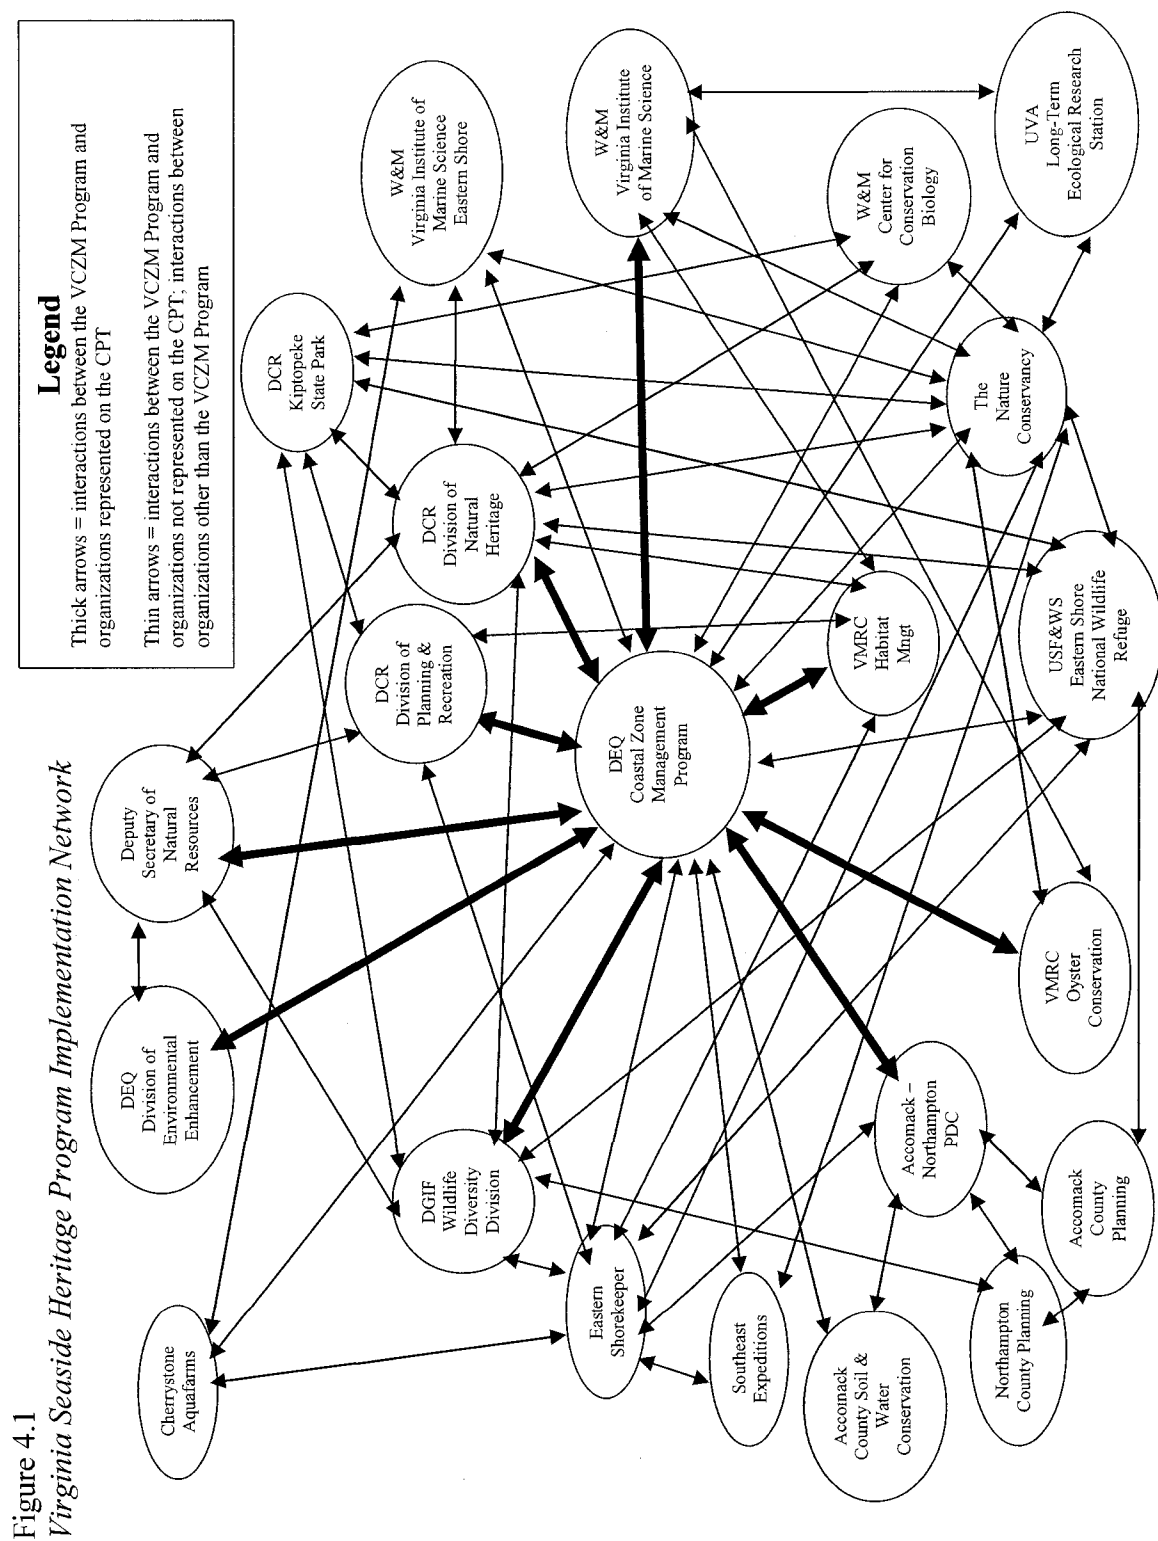 Figure 4.1
Virginia Seaside Heritage Program Implementation Network
Legend
Thick arrows = interactions between the VCZM Program and
organizations represented on the CPT
Thin arrows = interactions between the VCZM Program and
organizations not represented on the CPT; interactions between
organizations other than the VCZM Program
Cherrystone
Aquafarms
DEQ
Division of
Environmental
Enhancement
Deputy
Secretary of
Natural
Resources
DCR
Kiptopeke
State Park
W&M
Virginia Institute of
Marine Science
Eastern Shore
DCR
Division of
Planning &
Recreation
DCR
Division of
Natural
Heritage
DGIF
Wildlife
Diversity
Division
Eastern
Shorekeeper
DEQ
Coastal Zone
Management
Program
W&M
Virginia Institute
of Marine Science
Southeast
Expeditions
VMRC
Habitat
Mngt
W&M
Center for
Conservation
Biology
Accomack
County Soil &
Water
Conservation
Accomack –
Northampton
PDC
The
Nature
Conservancy
UVA
Long-Term
Ecological Research
Station
Northampton
County Planning
Accomack
County
Planning
VMRC
Oyster
Conservation
USF&WS
Eastern Shore
National Wildlife
Refuge